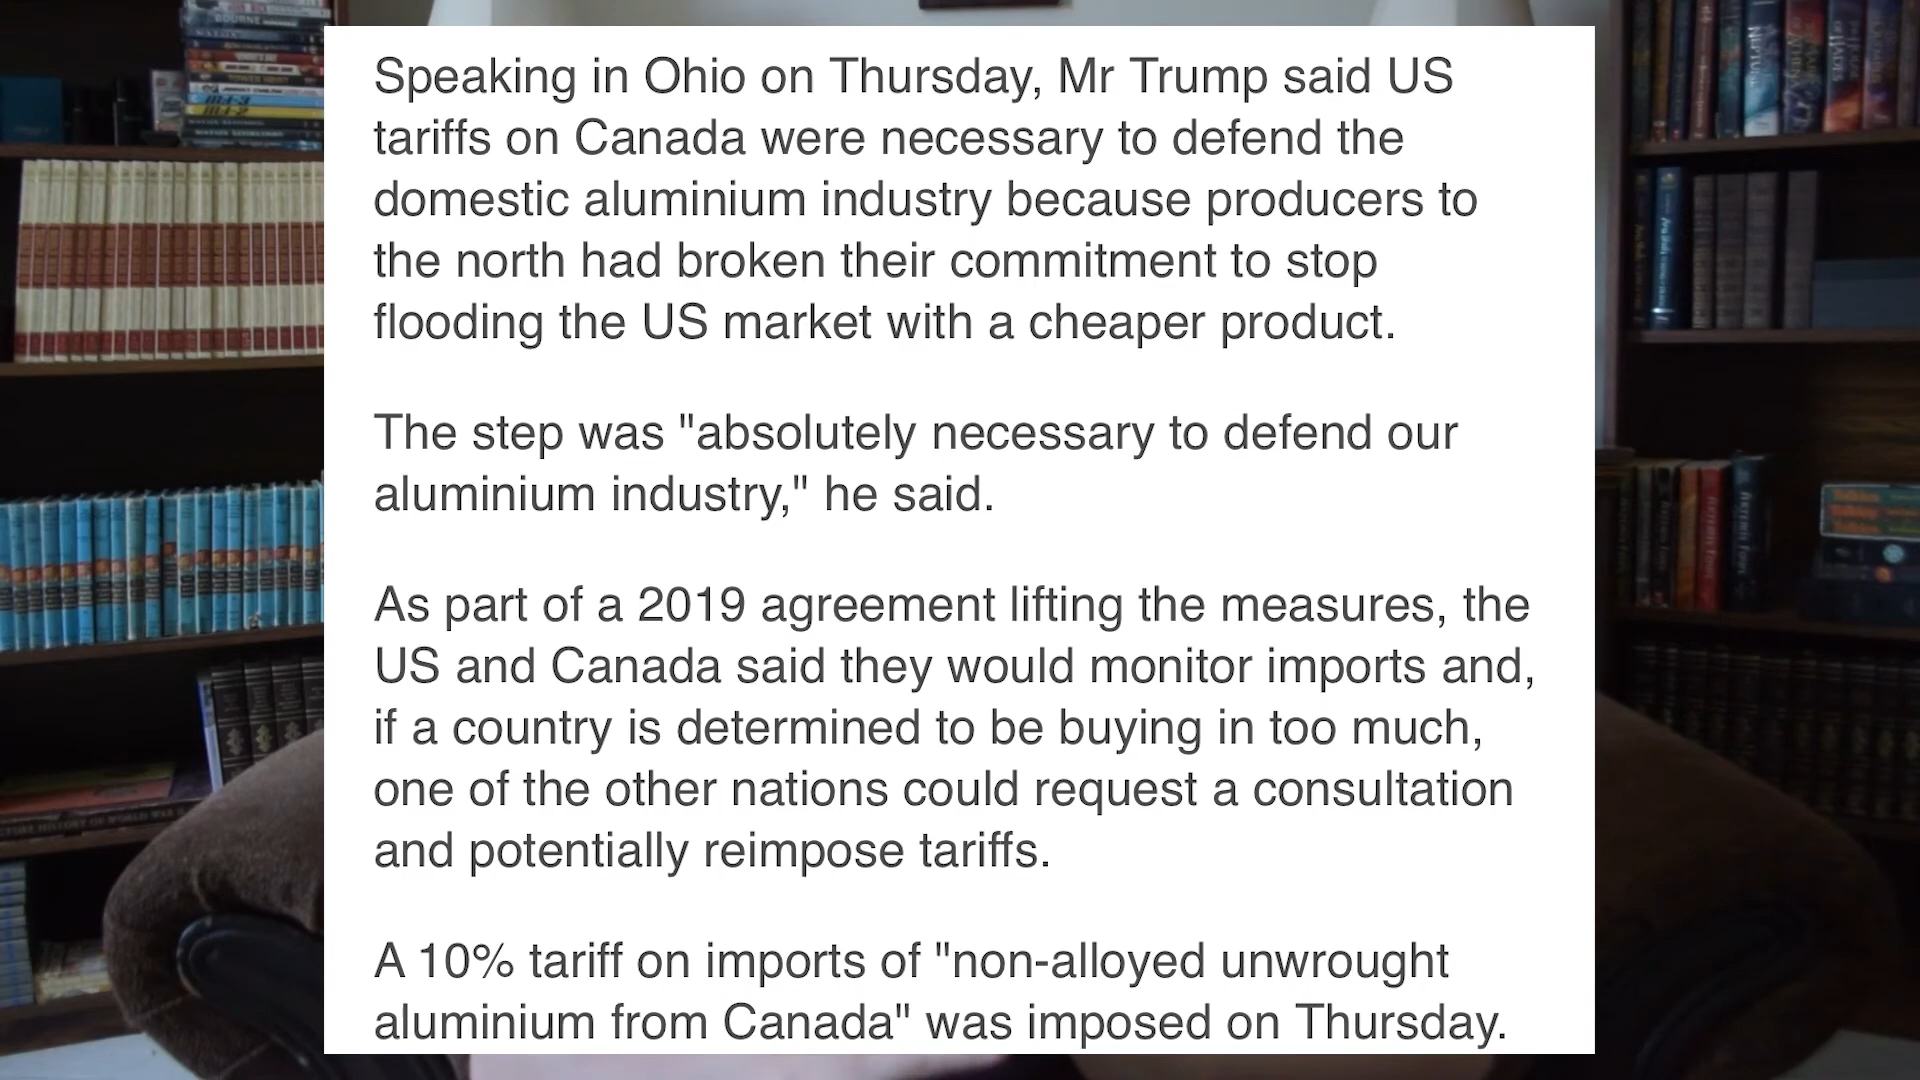 Speaking in Ohio on Thursday, Mr Trump said US
tariffs on Canada were necessary to defend the
domestic aluminium industry because producers to
the north had broken their commitment to stop
flooding the US market with a cheaper product.
The step was "absolutely necessary to defend our
aluminium industry," he said.
As part of a 2019 agreement lifting the measures, the
US and Canada said they would monitor imports and,
if a country is determined to be buying in too much,
one of the other nations could request a consultation
and potentially reimpose tariffs.
A 10% tariff on imports of "non-alloyed unwrought
aluminium from Canada" was imposed on Thursday.